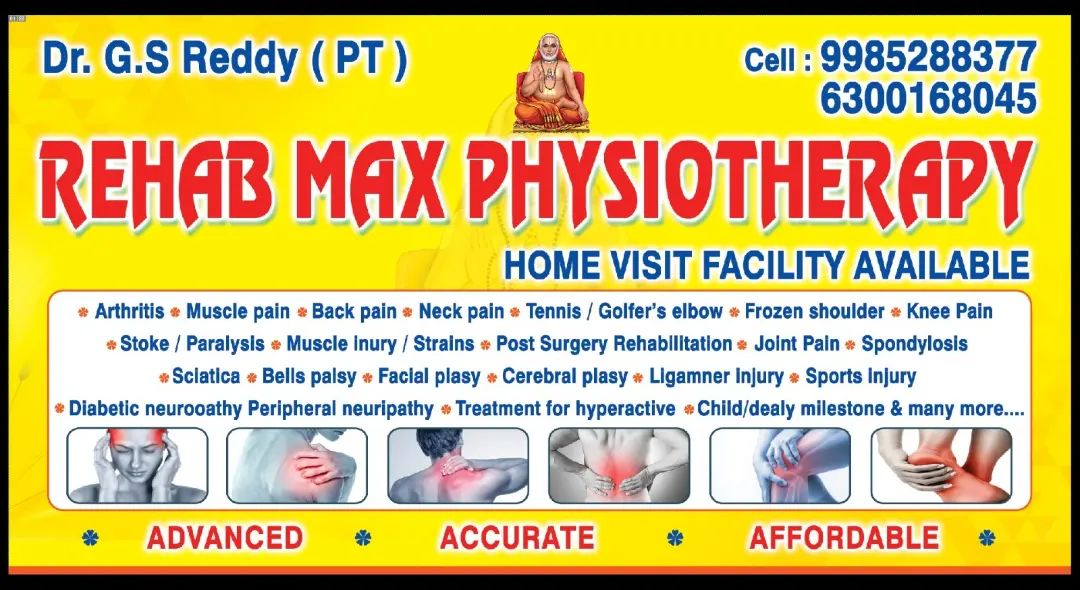 Dr. G.S Reddy ( PT )
Cell : 9985288377
6300168045
REHAB MAX PHYSIOTHERAPY
HOME VISIT FACILITY AVAILABLE
Arthritis * Muscle pain * Back pain * Neck pain * Tennis / Golfer's elbow * Frozen shoulder * Knee Pain
Stoke / Paralysis * Muscle inury / Strains * Post Surgery Rehabilitation * Joint Pain * Spondylosis
Sciatica * Bells palsy * Facial plasy * Cerebral plasy * Ligamner injury * Sports Injury
Diabetic neurooathy Peripheral neuripathy * Treatment for hyperactive * Child/dealy milestone & many more....
ADVANCED * ACCURATE * AFFORDABLE